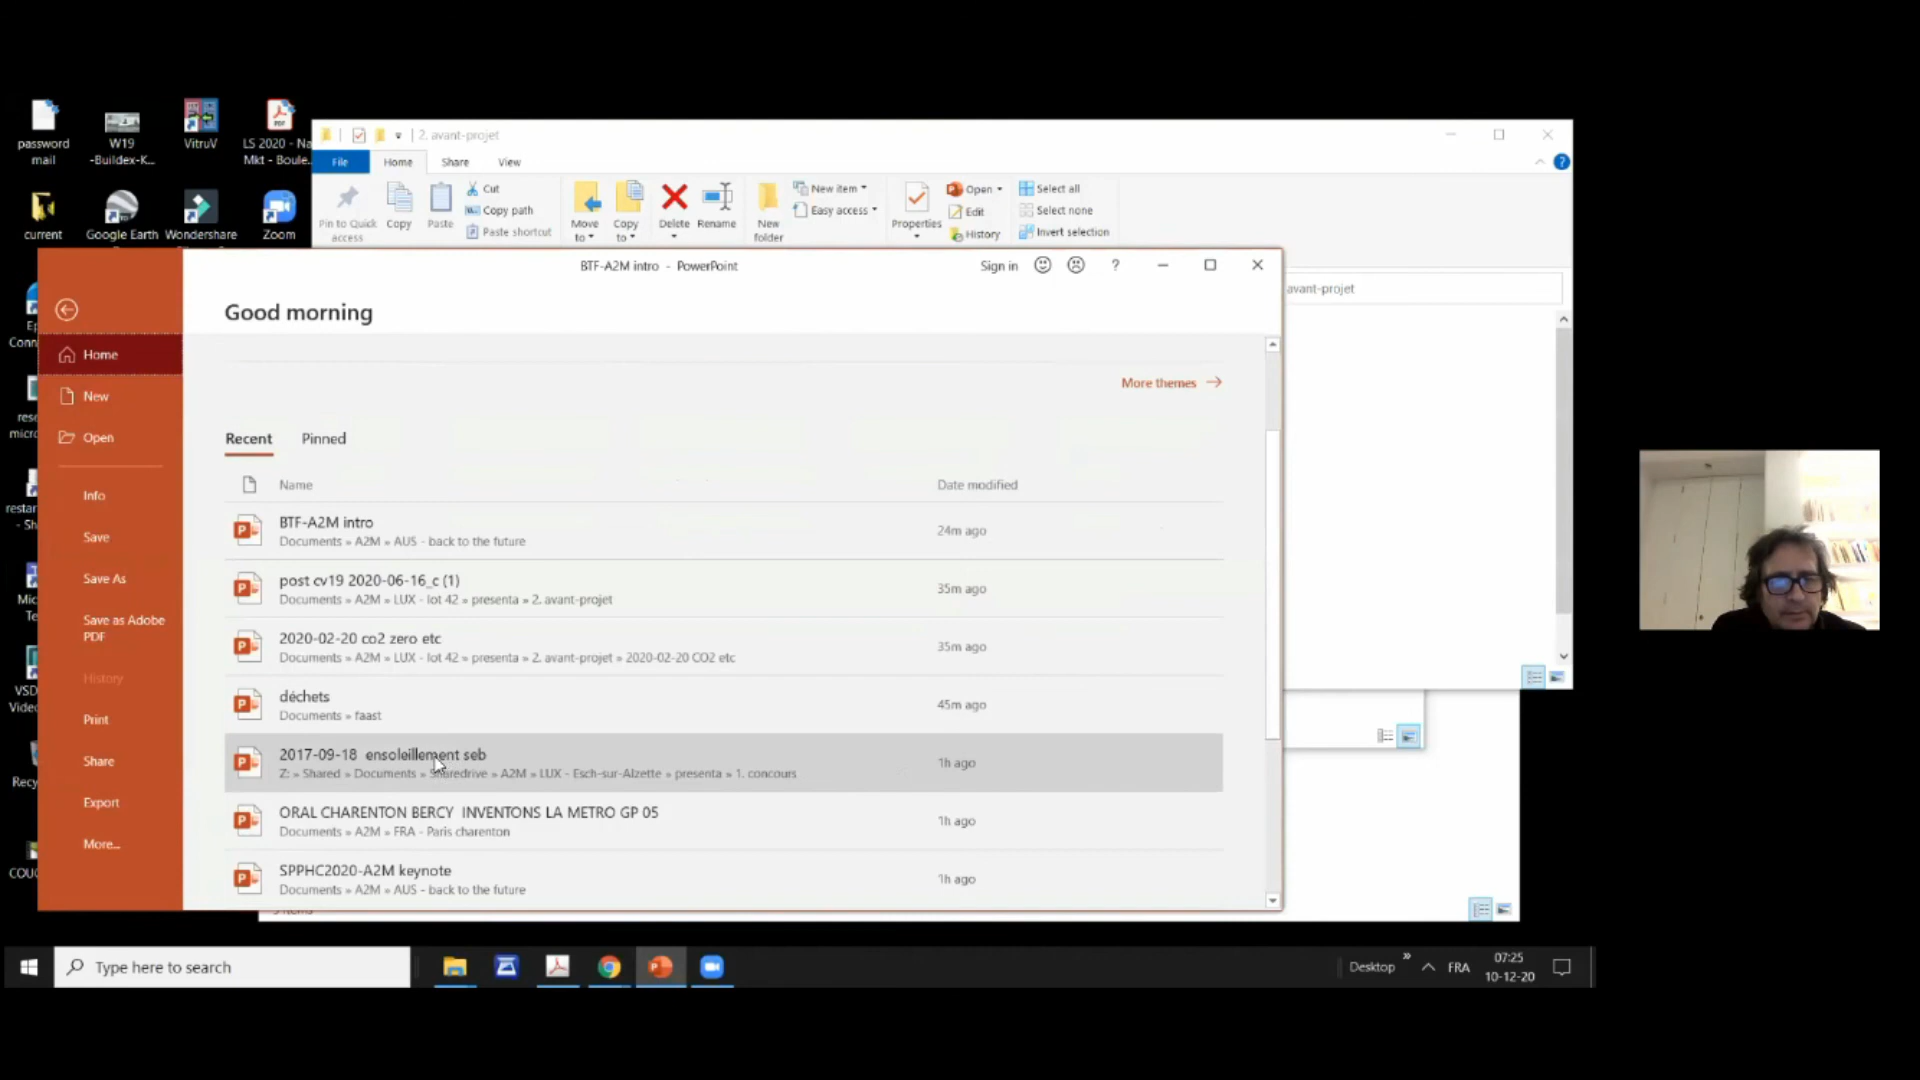 password
mail
W19
-Buildex-K...
VitruV
LS 2020 - Na
Mkt - Boule...
current
Google Earth
Wondershare
Zoom
2. avant-projet
File
Home
Share
View
Pin to Quick
access
Copy
Paste
Cut
Copy path
Paste shortcut
Move
to
Copy
to
Delete
Rename
New
folder
New item
Easy access
Properties
Open
Edit
History
Select all
Select none
Invert selection
avant-projet
BTF-A2M intro - PowerPoint
Sign in
?
Good morning
Home
New
Open
Info
Save
Save As
Save as Adobe
PDF
History
Print
Share
Export
More...
More themes
Recent
Pinned
Name
Date modified
BTF-A2M intro
Documents » A2M » AUS - back to the future
24m ago
post cv19 2020-06-16_c (1)
Documents » A2M » LUX - lot 42 » presenta » 2. avant-projet
35m ago
2020-02-20 co2 zero etc
Documents » A2M » LUX - lot 42 » presenta » 2. avant-projet » 2020-02-20 CO2 etc
35m ago
déchets
Documents » faast
45m ago
2017-09-18 ensoleillement seb
Z: » Shared » Documents » Sharedrive » A2M » LUX - Esch-sur-Alzette » presenta » 1. concours
1h ago
ORAL CHARENTON BERCY INVENTONS LA METRO GP 05
Documents » A2M » FRA - Paris charenton
1h ago
SPPHC2020-A2M keynote
Documents » A2M » AUS - back to the future
1h ago
Type here to search
Desktop
FRA
07:25
10-12-20